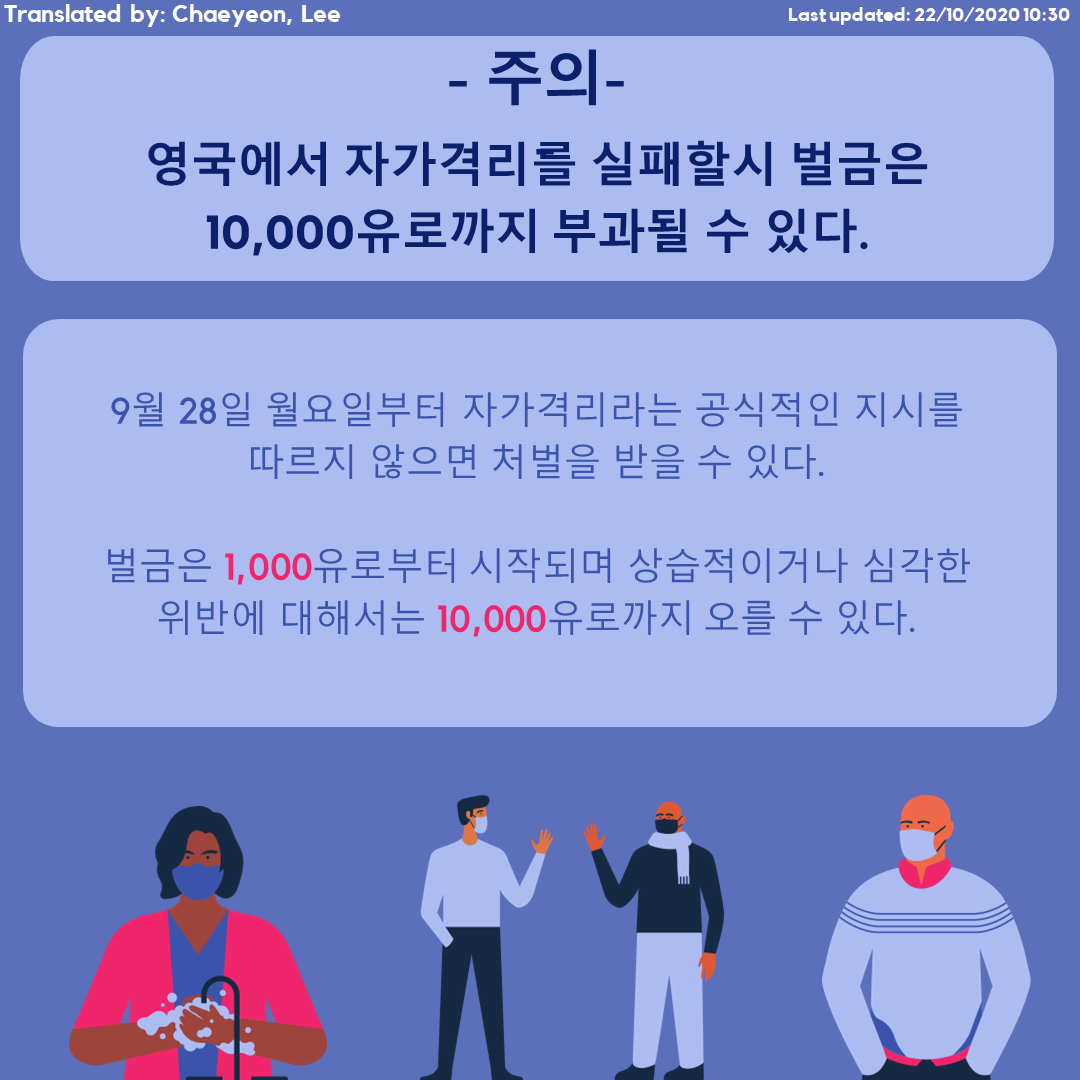 Translated by: Chaeyeon, Lee
Last updated: 22/10/2020 10:30
- 주의-
영국에서 자가격리를 실패할시 벌금은
10,000유로까지 부과될 수 있다.
9월 28일 월요일부터 자가격리라는 공식적인 지시를
따르지 않으면 처벌을 받을 수 있다.
벌금은 1,000유로부터 시작되며 상습적이거나 심각한
위반에 대해서는 10,000유로까지 오를 수 있다.